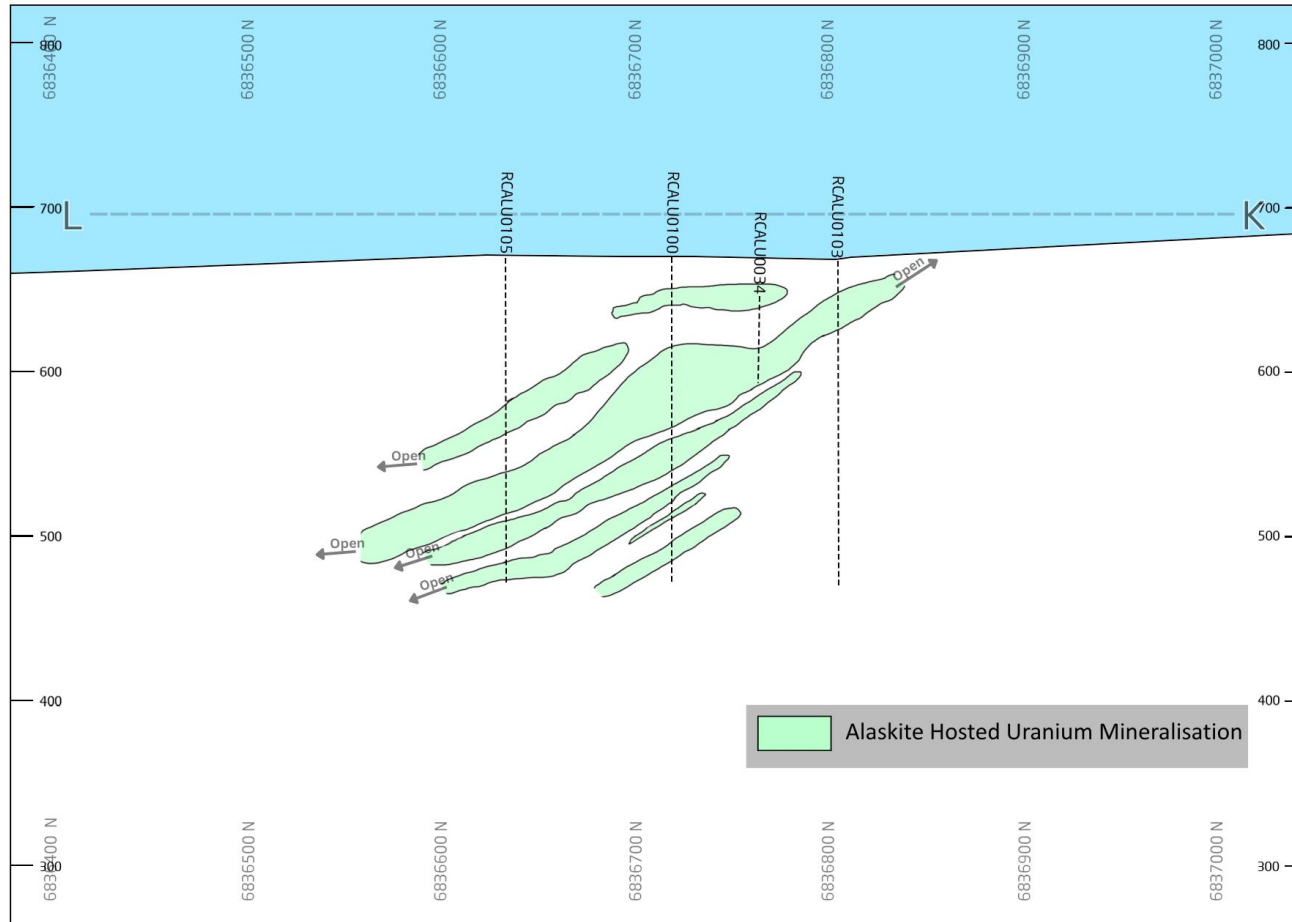 6836400 N
6836500 N
6836600 N
6836700 N
6836800 N
6836900 N
6837000 N
800
800
700
700
L
K
RCALU0105
RCALU0100
RCALU0034
RCALU0103
Open
600
600
Open
500
500
Open
Open
Open
400
400
Alaskite Hosted Uranium Mineralisation
300
300
6836400 N
6836500 N
6836600 N
6836700 N
6836800 N
6836900 N
6837000 N